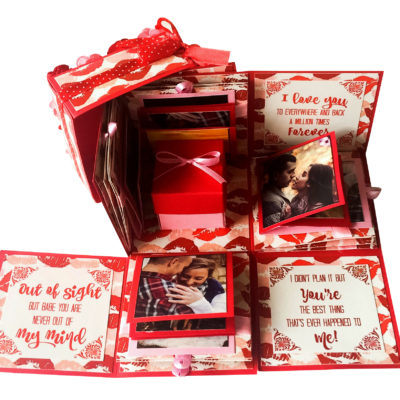 I love you
TO EVERYWHERE AND BACK
A MILLION TIMES
Forever
Out of Sight
BUT BABE YOU ARE
NEVER OUT OF
My Mind
I DIDN'T PLAN IT BUT
You're
THE BEST THING
THAT'S EVER HAPPENED TO
me!